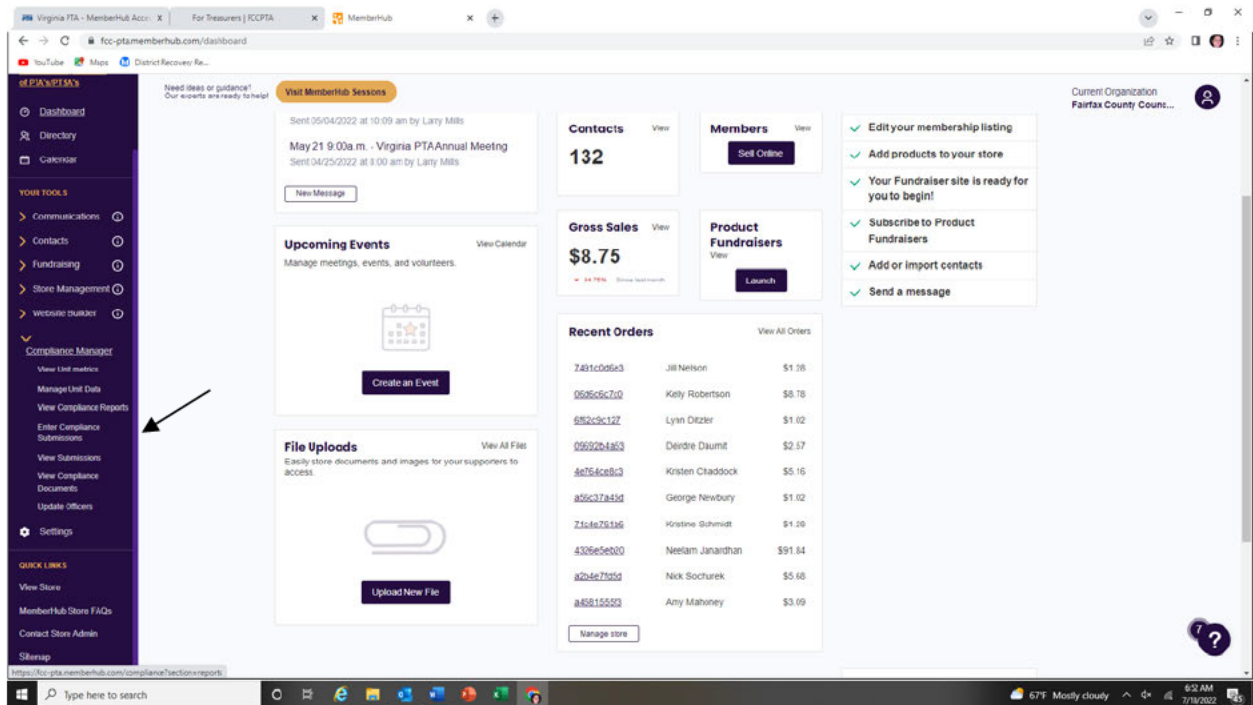 Virginia PTA - MemberHub Acco
For Treasurers | FCCPTA
MemberHub
fcc-pta.memberhub.com/dashboard
YouTube
Maps
District Recovery Re...
of PTA's/PTSA's
Dashboard
Directory
Calendar
YOUR TOOLS
Communications
Contacts
Fundraising
Store Management
Website Builder
Compliance Manager
View Unit metrics
Manage Unit Data
View Compliance Reports
Enter Compliance
Submissions
View Submissions
View Compliance
Documents
Update Officers
Settings
QUICK LINKS
View Store
MemberHub Store FAQs
Contact Store Admin
Sitemap
https://fcc-pta.memberhub.com/compliance?section=reports
Need ideas or guidance?
Our experts are ready to help!
Visit MemberHub Sessions
Current Organization
Fairfax County Counc...
Sent 05/04/2022 at 10:09 am by Larry Mills
May 21 9:00a.m. - Virginia PTA Annual Meeting
Sent 04/25/2022 at 8:00 am by Larry Mills
New Message
Upcoming Events
View Calendar
Manage meetings, events, and volunteers.
Create an Event
File Uploads
View All Files
Easily store documents and images for your supporters to
access.
Upload New File
Contacts
View
132
Members
View
Sell Online
Gross Sales
View
$8.75
Since last month
Product
Fundraisers
View
Launch
Recent Orders
View All Orders
Jill Nelson $1.28
06d6c6c7c0 Kelly Robertson $8.78
6f62c9c127 Lynn Ditzler $1.02
09692b4a53 Deirdre Daumit $2.57
4e764ce8c3 Kristen Chaddock $5.16
a56c37a45d George Newbury $1.02
Kristine Schmidt $1.28
4326e5eb20 Neelam Janardhan $91.84
a2b4e7fd5d Nick Sochurek $5.68
a4581555f3 Amy Mahoney $3.09
Manage store
Edit your membership listing
Add products to your store
Your Fundraiser site is ready for
you to begin!
Subscribe to Product
Fundraisers
Add or import contacts
Send a message
7
?
Type here to search
67°F Mostly cloudy
6:52 AM
7/18/2022